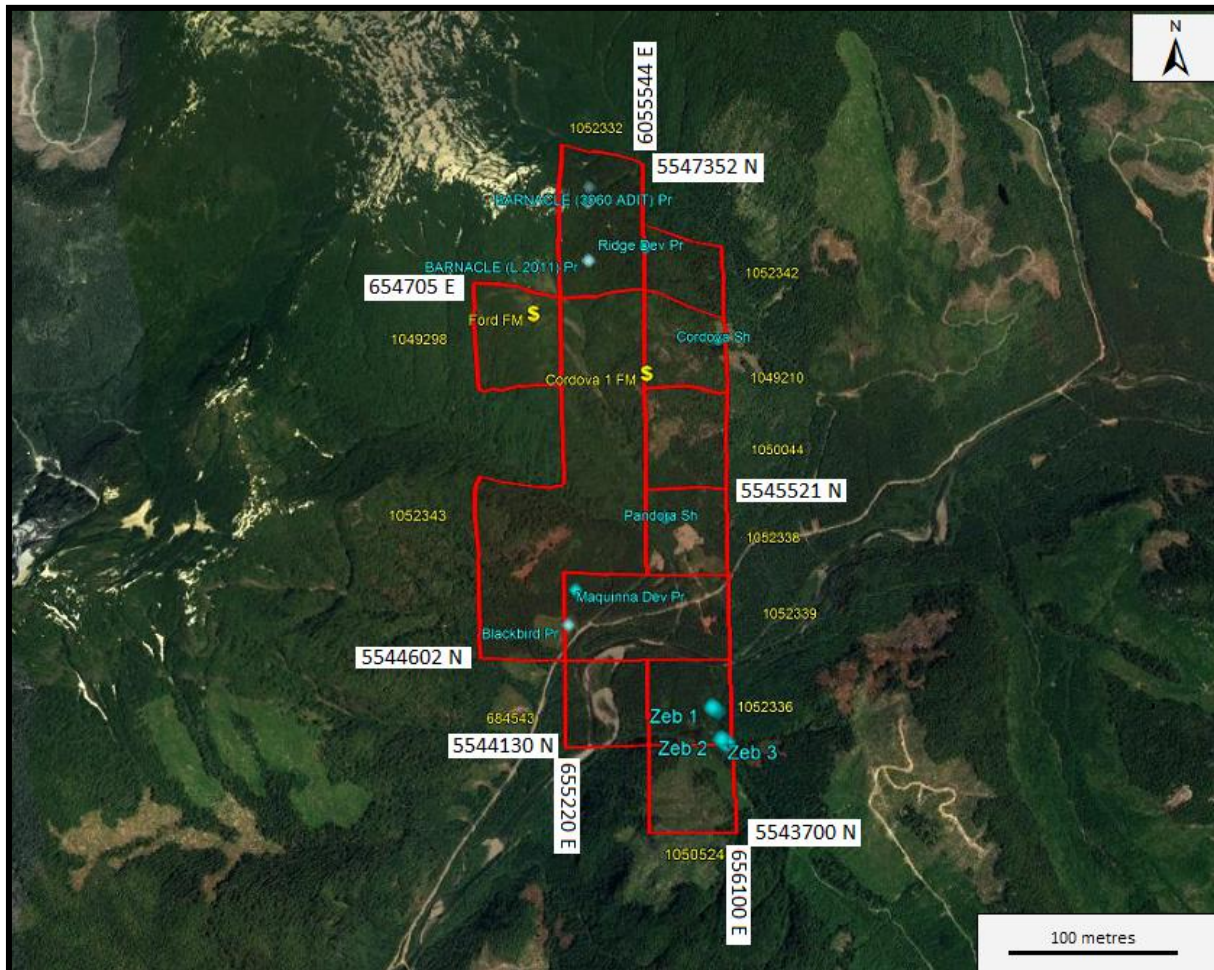 N
1052332
6055544 E
5547352 N
BARNACLE (3060 ADIT) Pr
Ridge Dev Pr
BARNACLE (L 2011) Pr
1052342
654705 E
$
Ford FM
1049298
Cordova Sh
$
Cordova 1 FM
1049210
1050044
5545521 N
1052343
Pandora Sh
1052338
Maquinna Dev Pr
1052339
Blackbird Pr
5544602 N
Zeb 1
1052336
684543
5544130 N
Zeb 2
Zeb 3
655220 E
5543700 N
1050524
656100 E
100 metres